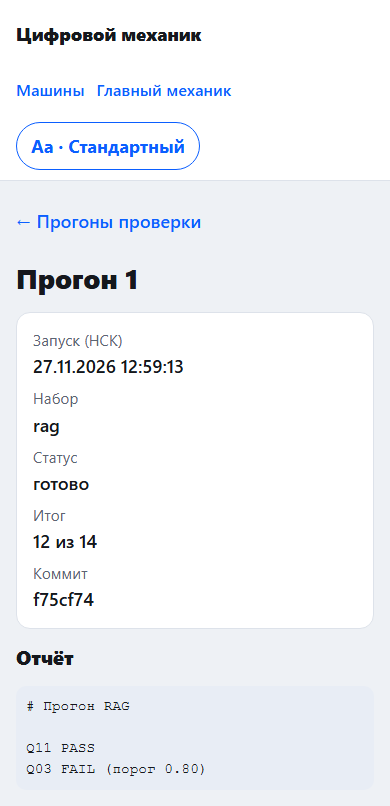 Цифровой механик
Машины Главный механик
Aa · Стандартный
← Прогоны проверки
Прогон 1
Запуск (НСК)
27.11.2026 12:59:13
Набор
rag
Статус
готово
Итог
12 из 14
Коммит
f75cf74
Отчёт
# Прогон RAG
Q11 PASS
Q03 FAIL (порог 0.80)